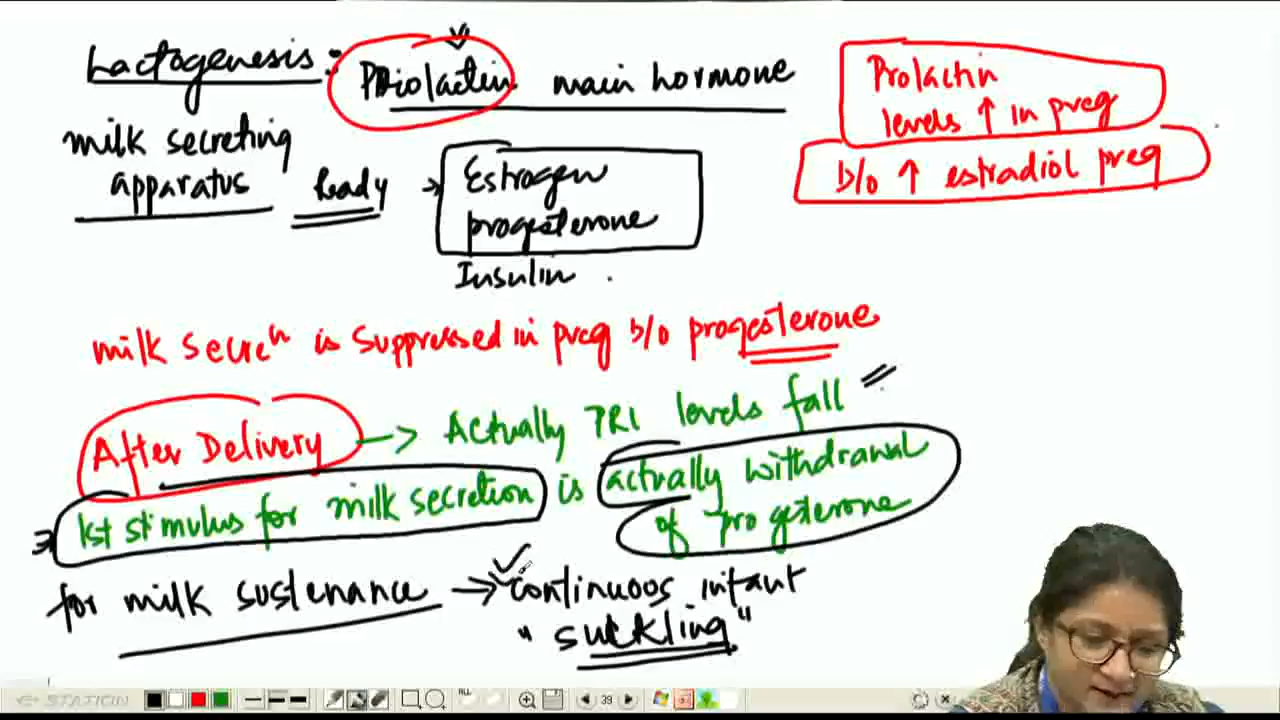 Lactogenesis: Prolactin main hormone
milk secreting
apparatus Ready → Estrogen
progesterone
Insulin
Prolactin
levels ↑ in preg
b/o ↑ estradiol preg
milk secreⁿ is suppressed in preg b/o progesterone
After Delivery → Actually PRL levels fall
1st stimulus for milk secretion is actually withdrawal
of progesterone
for milk sustenance → continuous infant
"suckling"
39